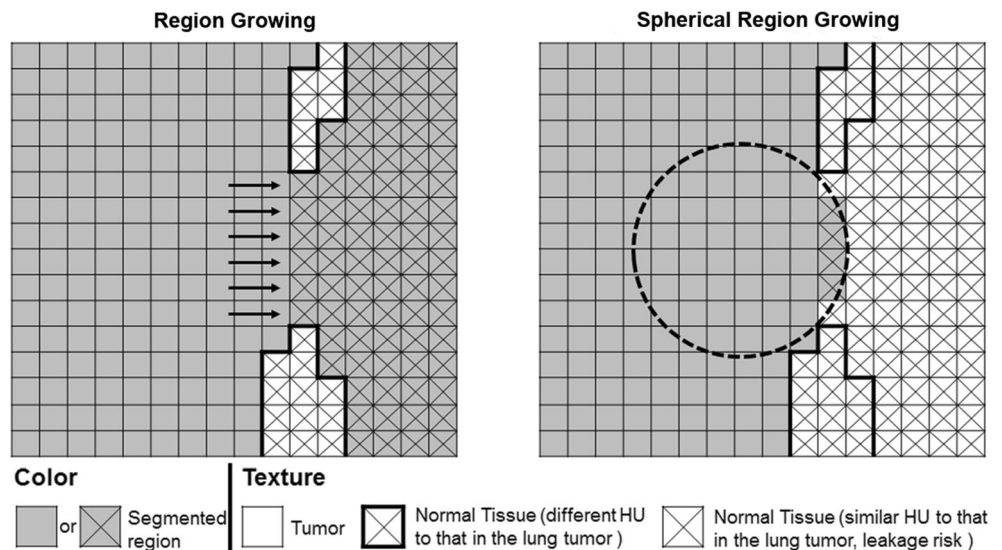 Region Growing
Spherical Region Growing
Color
Texture
or
Segmented
region
Tumor
Normal Tissue (different HU
to that in the lung tumor )
Normal Tissue (similar HU to that
in the lung tumor, leakage risk )